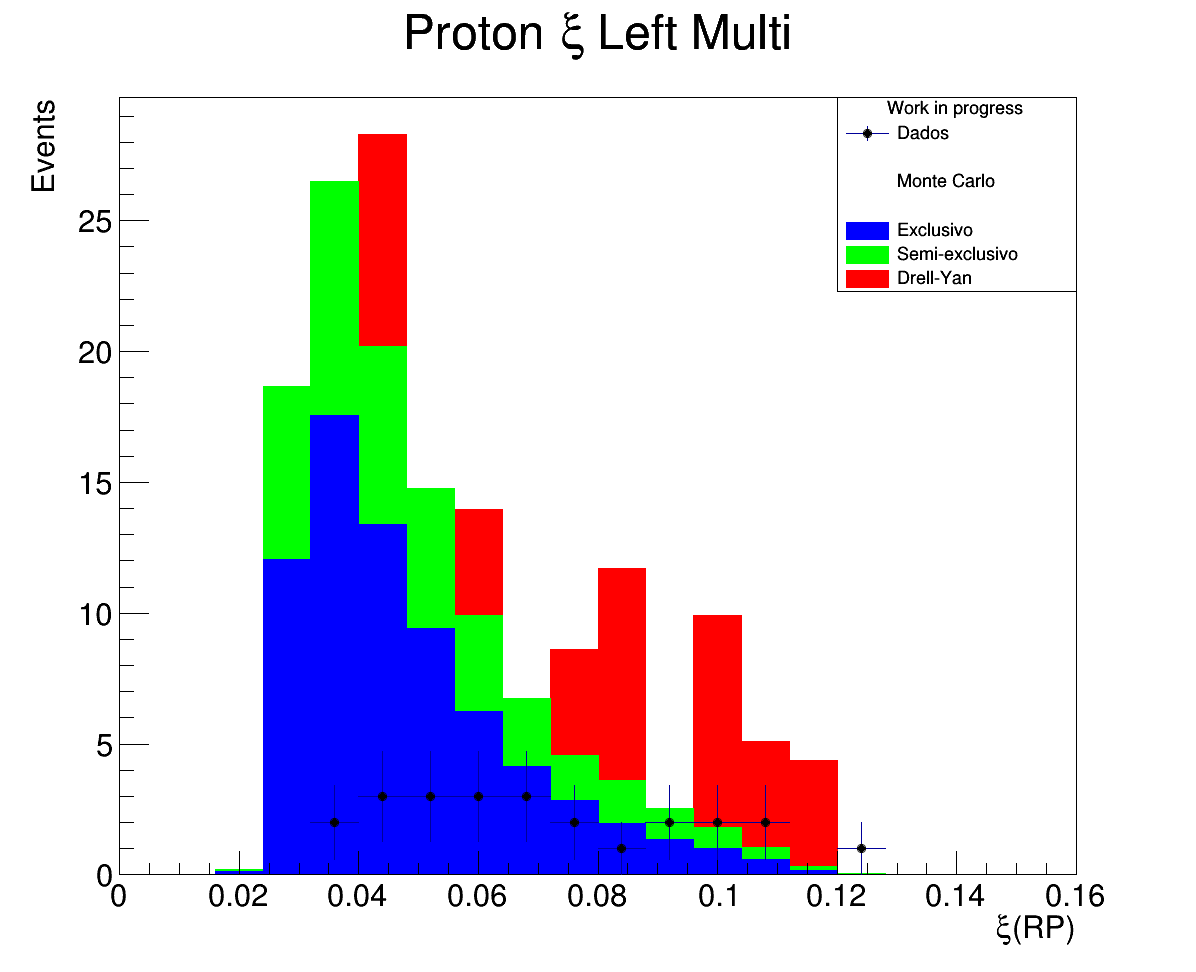 Proton ξ Left Multi
Events
Work in progress
Dados
Monte Carlo
Exclusivo
Semi-exclusivo
Drell-Yan
25
20
15
10
5
0
0 0.02 0.04 0.06 0.08 0.1 0.12 0.14 0.16
ξ(RP)